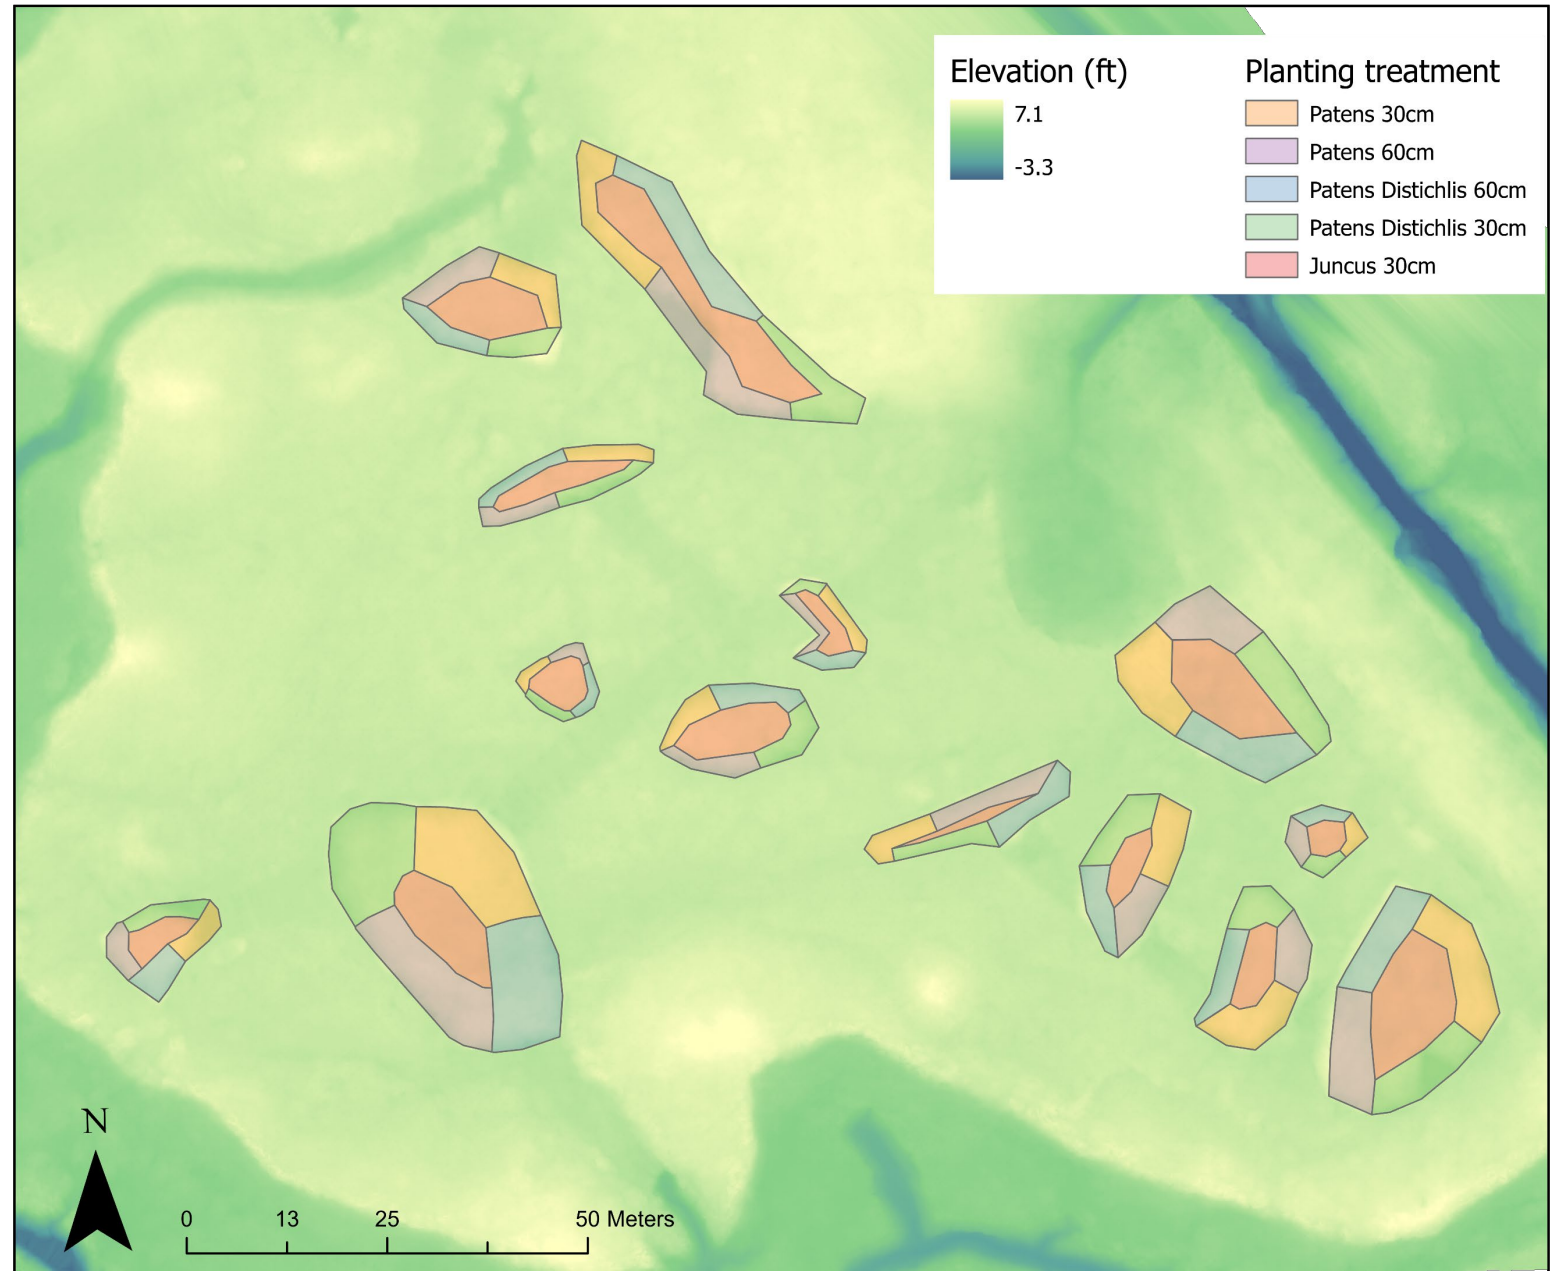 Elevation (ft)
7.1
-3.3
Planting treatment
Patens 30cm
Patens 60cm
Patens Distichlis 60cm
Patens Distichlis 30cm
Juncus 30cm
N
0 13 25 50 Meters